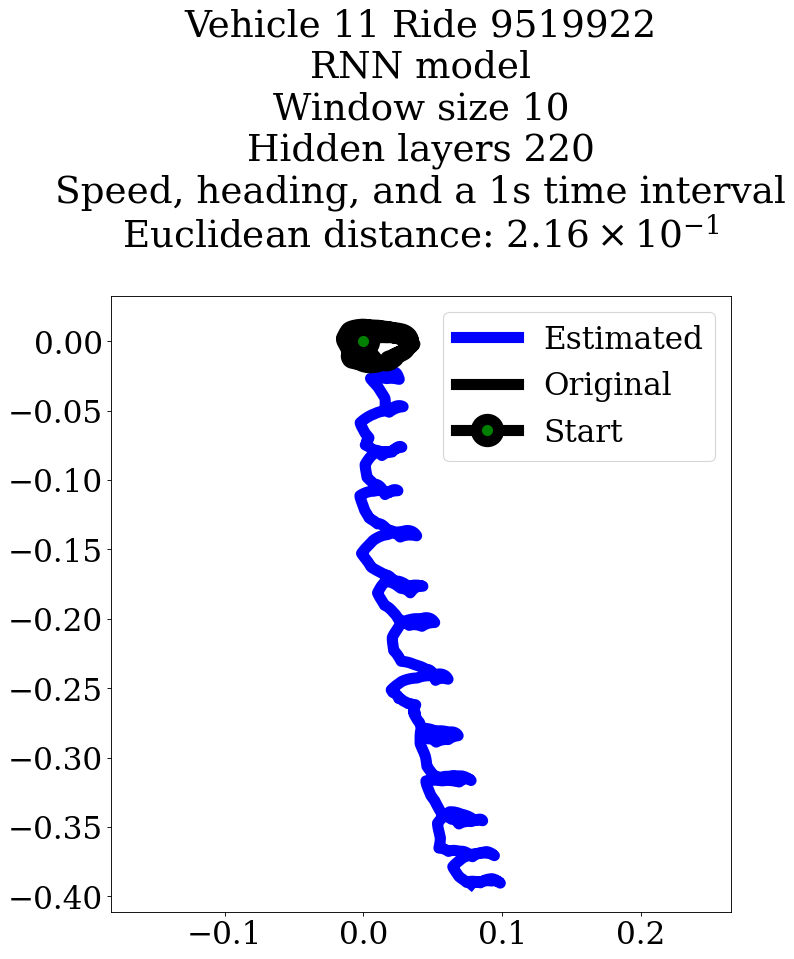 Vehicle 11 Ride 9519922
RNN model
Window size 10
Hidden layers 220
Speed, heading, and a 1s time interval
Euclidean distance: 2.16 × 10⁻¹
Estimated
Original
Start
0.00
−0.05
−0.10
−0.15
−0.20
−0.25
−0.30
−0.35
−0.40
−0.1
0.0
0.1
0.2